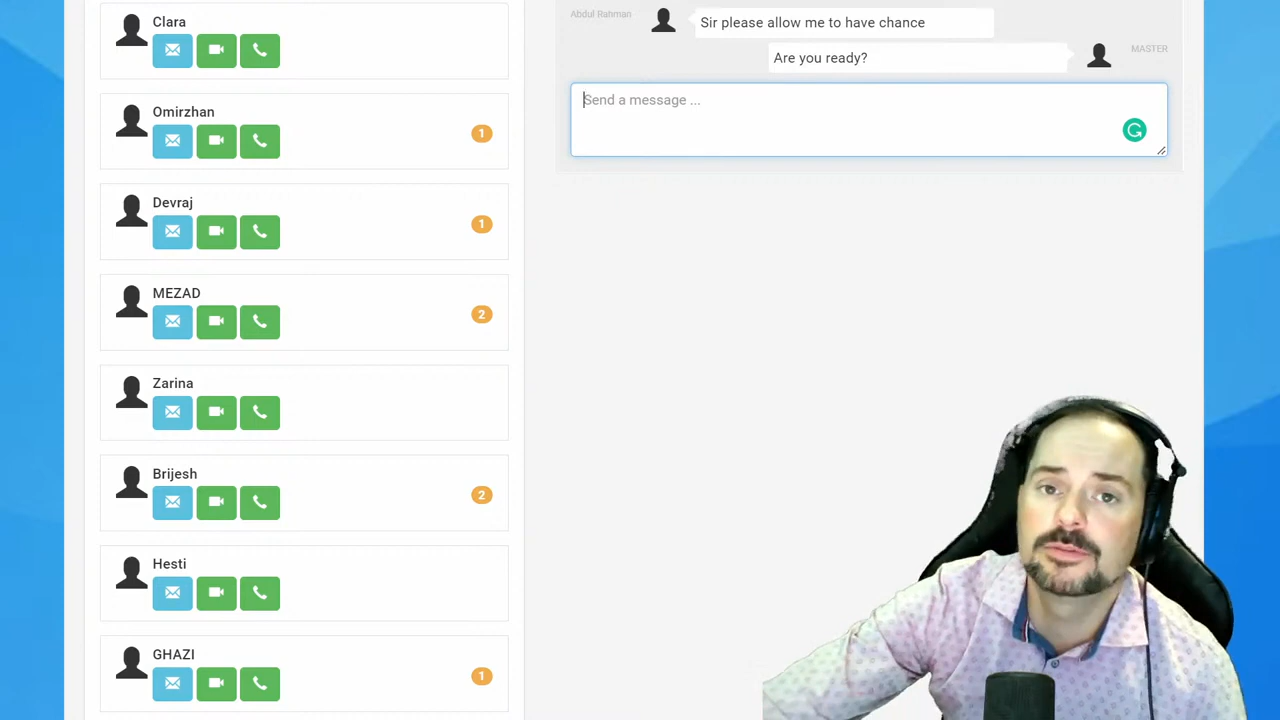 Clara
Omirzhan
1
Devraj
1
MEZAD
2
Zarina
Brijesh
2
Hesti
GHAZI
1
Abdul Rahman
Sir please allow me to have chance
Are you ready?
MASTER
Send a message ...